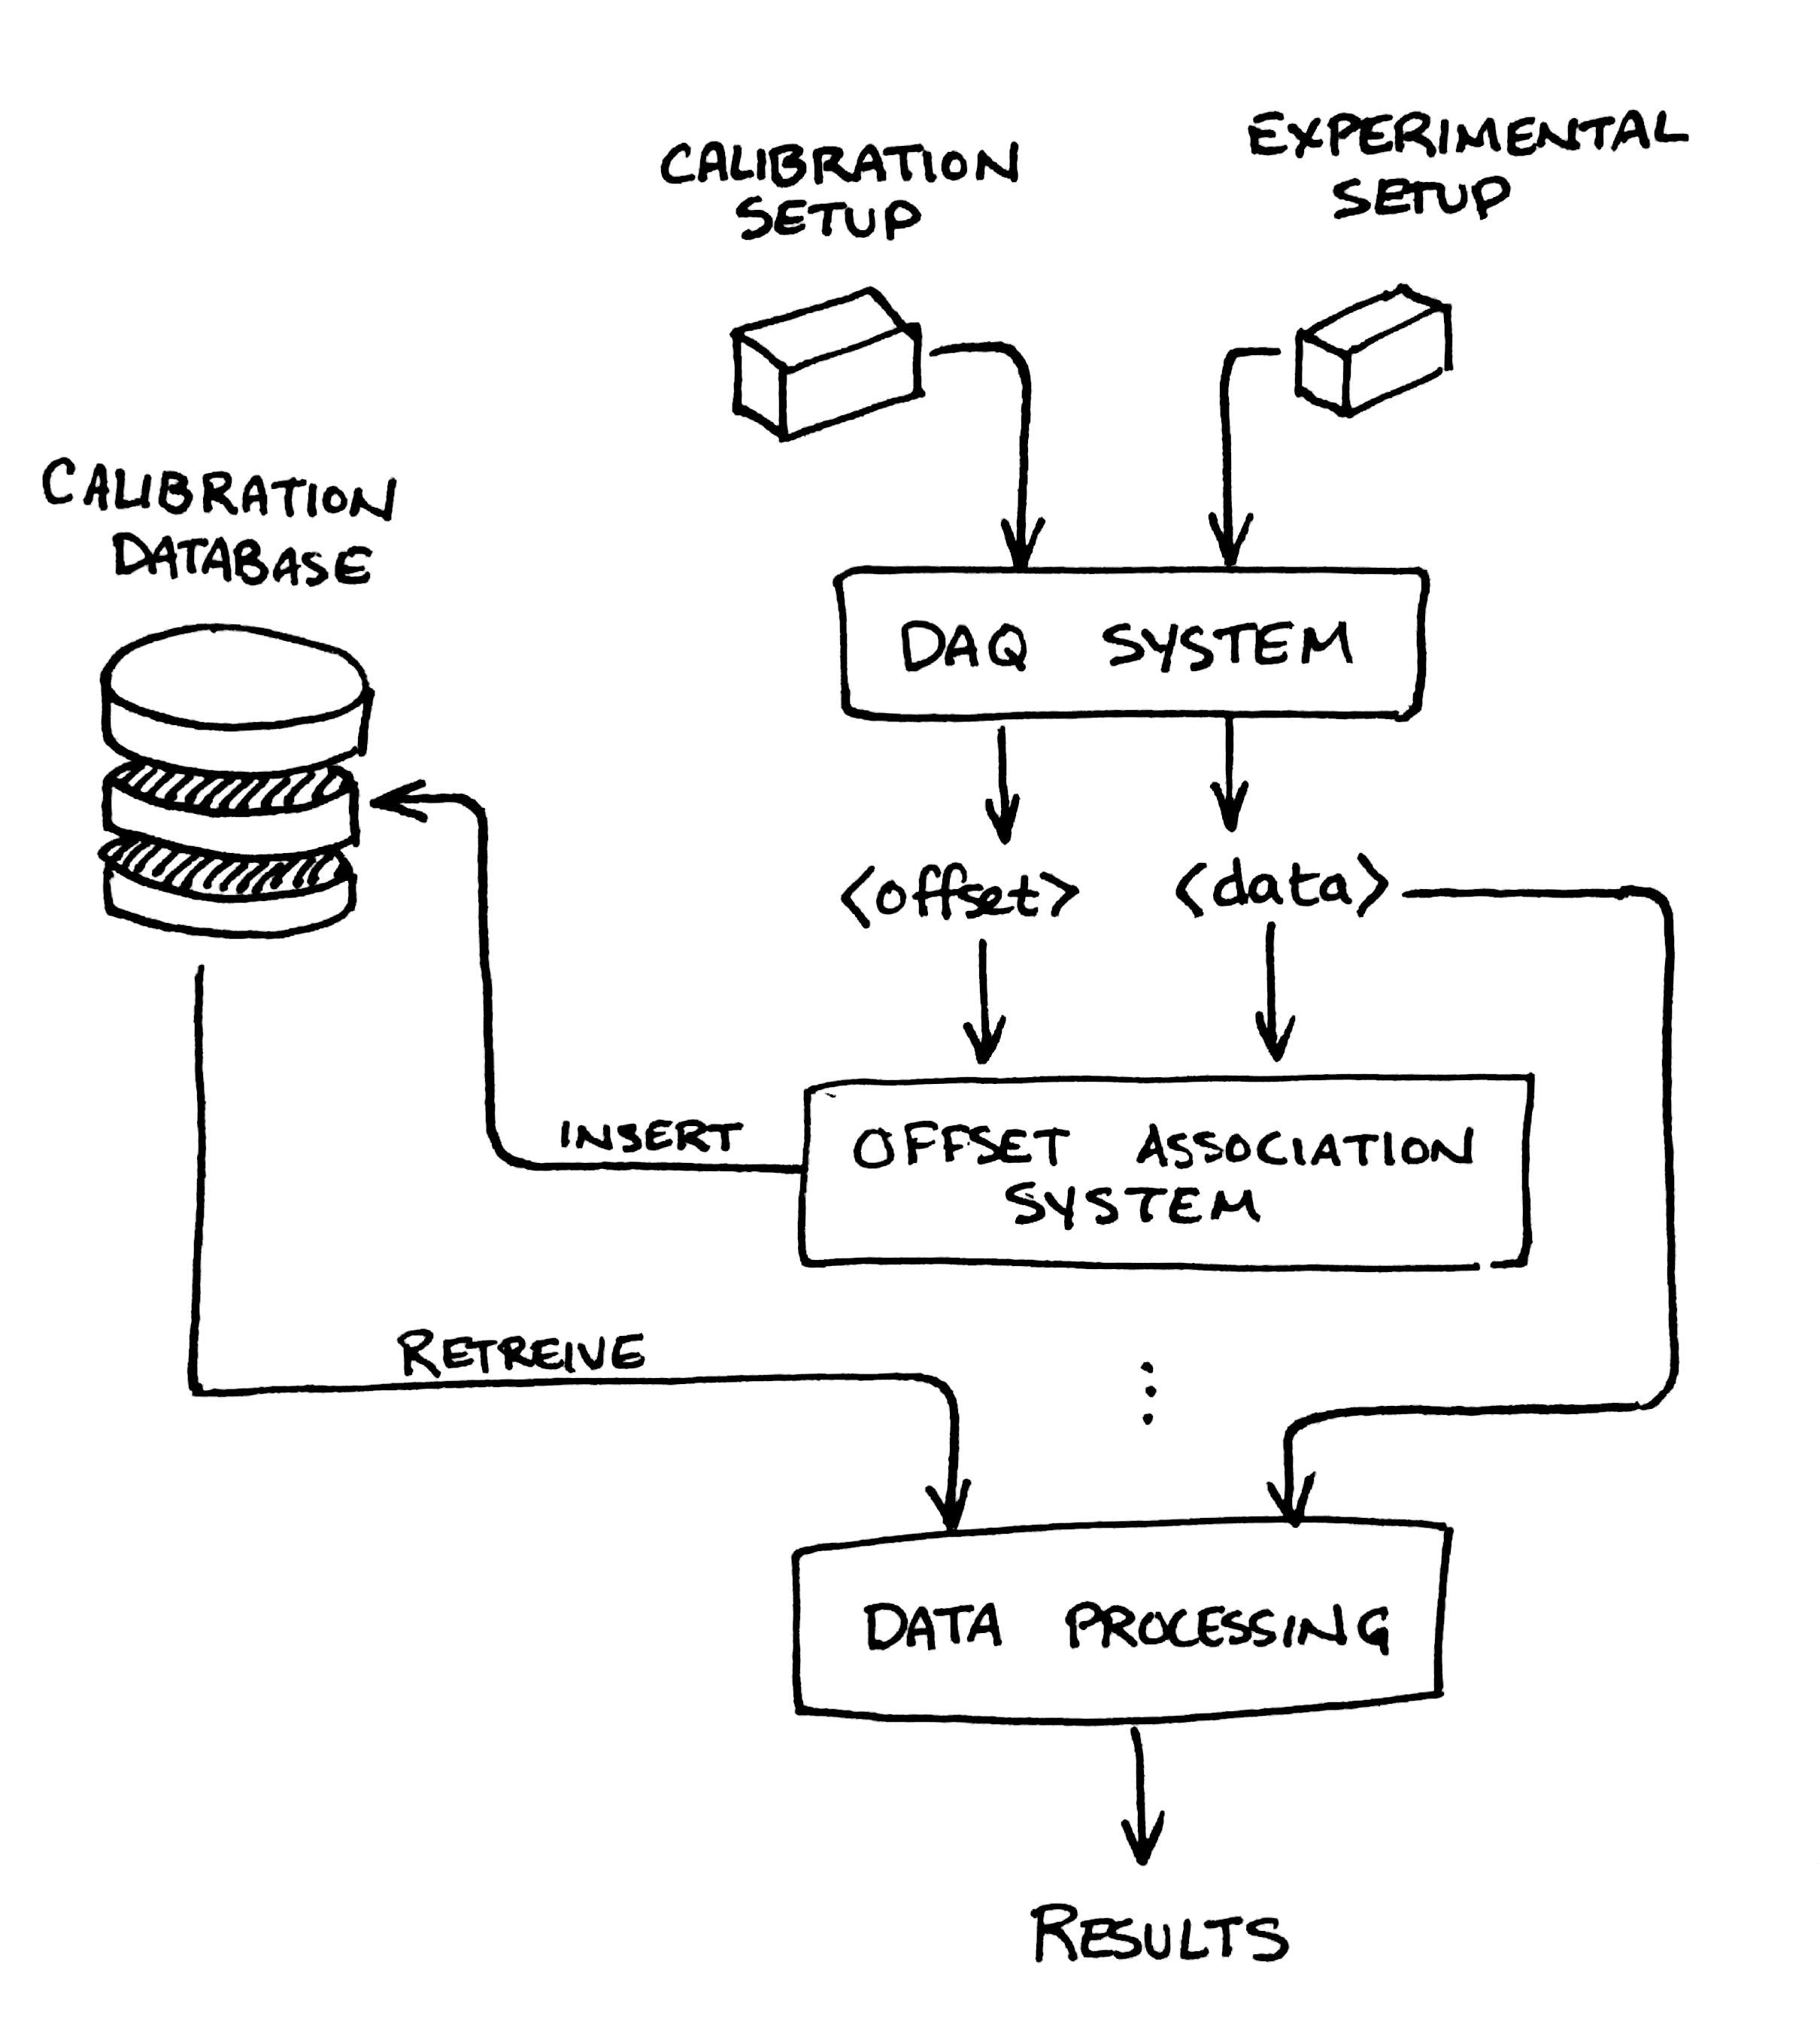 CALIBRATION
SETUP
EXPERIMENTAL
SETUP
CALIBRATION
DATABASE
DAQ SYSTEM
<offset>
<data>
INSERT
OFFSET ASSOCIATION
SYSTEM
RETREIVE
DATA PROCESSING
RESULTS